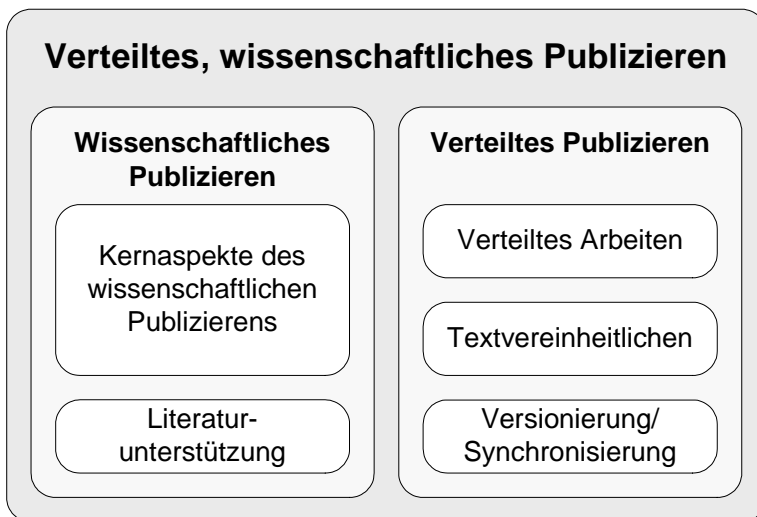 Verteiltes, wissenschaftliches Publizieren
Wissenschaftliches
Publizieren
Kernaspekte des
wissenschaftlichen
Publizierens
Literatur-
unterstützung
Verteiltes Publizieren
Verteiltes Arbeiten
Textvereinheitlichen
Versionierung/
Synchronisierung